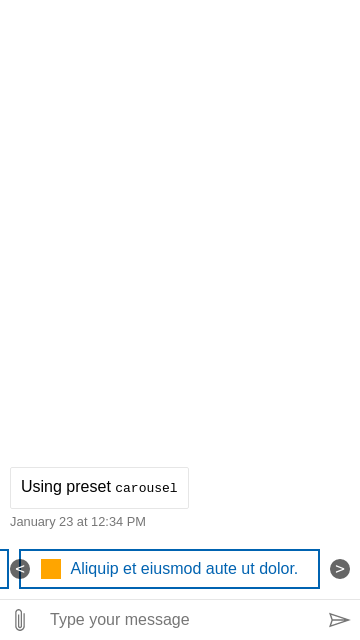 Using preset carousel
January 23 at 12:34 PM
< Aliquip et eiusmod aute ut dolor. >
Type your message